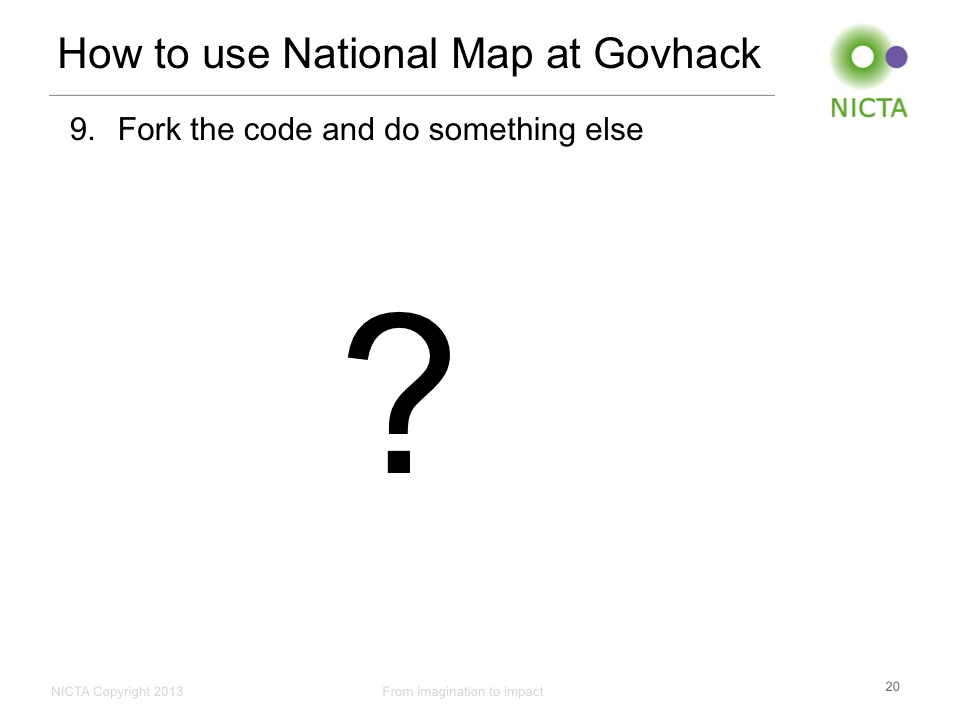 How to use National Map at Govhack
NICTA
9. Fork the code and do something else
?
NICTA Copyright 2013
From imagination to impact
20